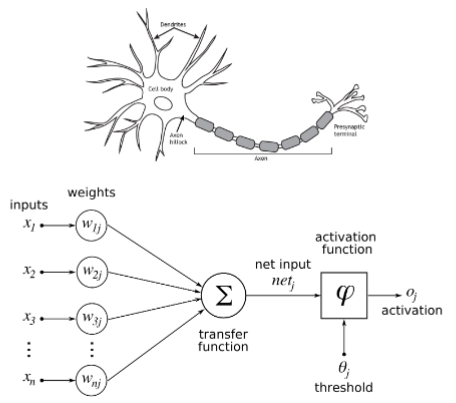 Dendrites
Cell body
Axon
hillock
Axon
Presynaptic
terminal
weights
inputs
x1
w1j
x2
w2j
x3
w3j
⋮
⋮
xn
wnj
Σ
transfer
function
net input
netj
activation
function
φ
oj
activation
θj
threshold